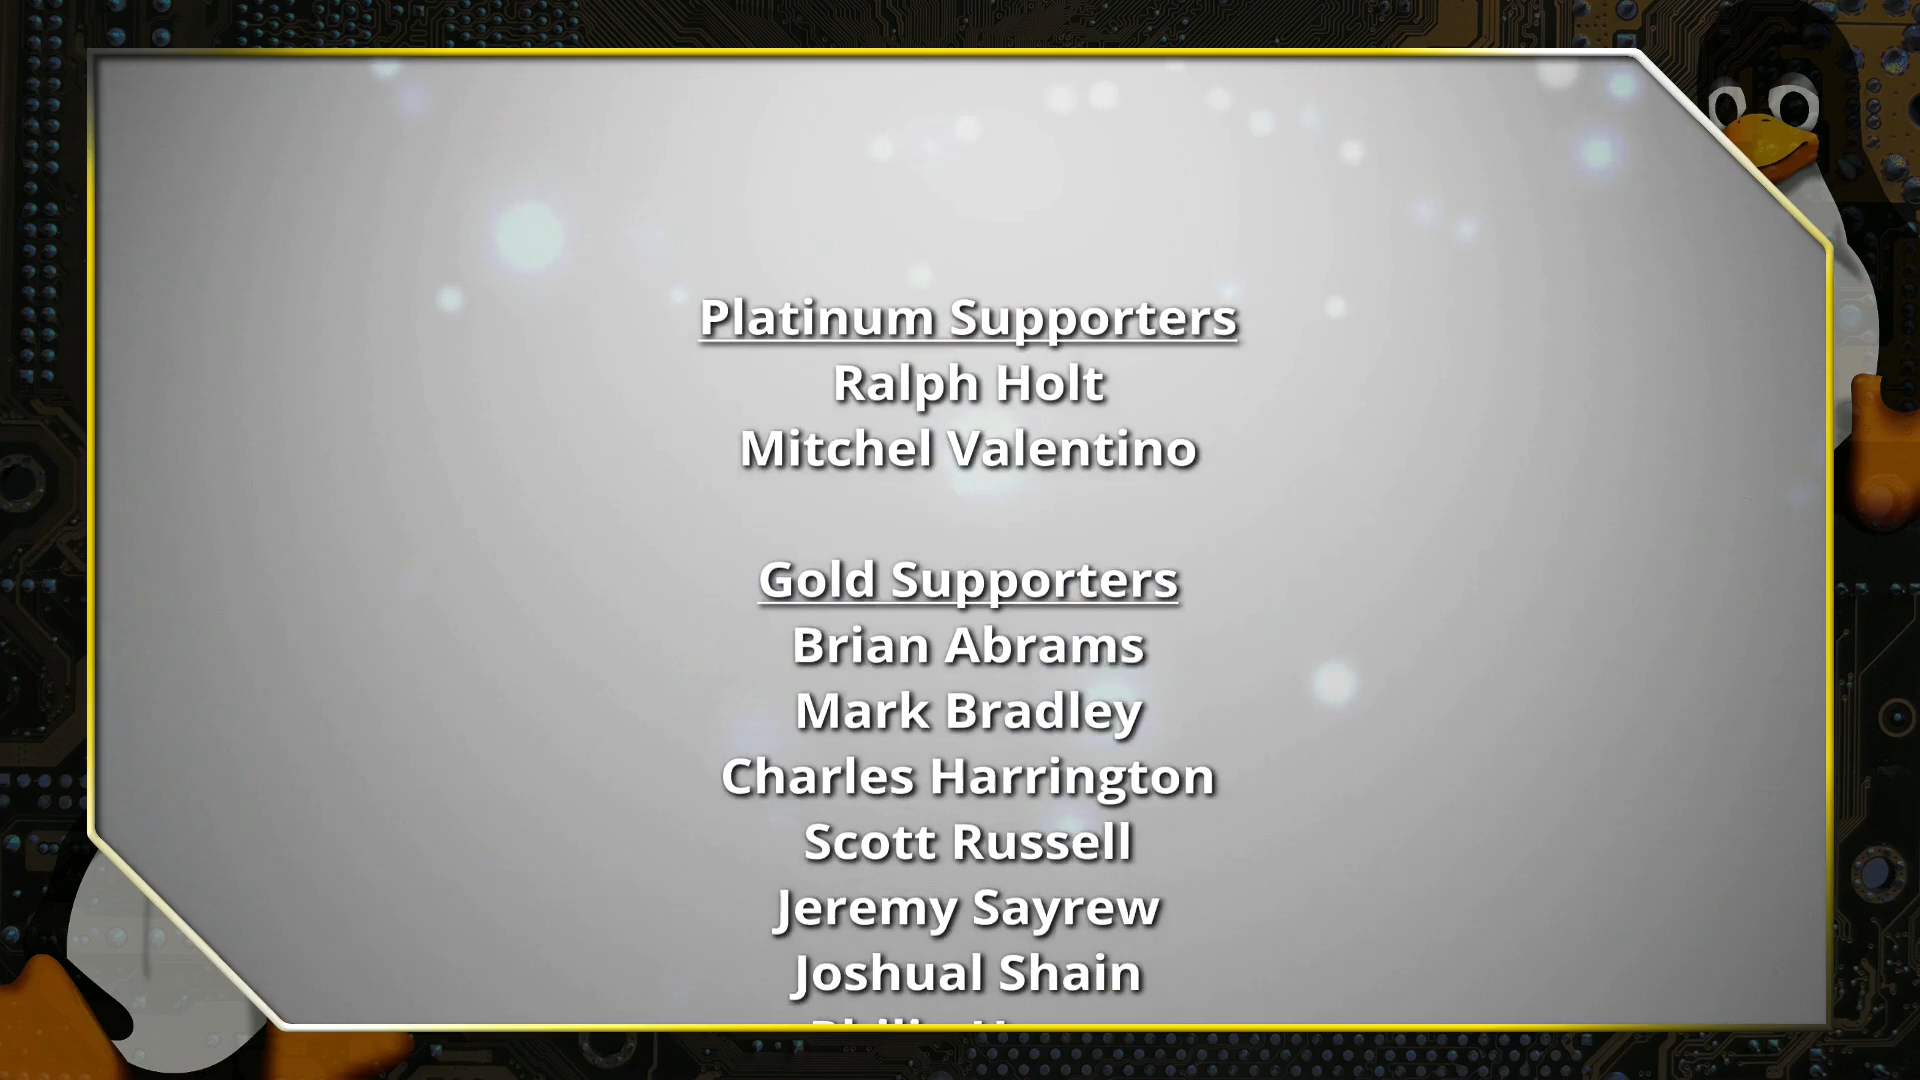 Platinum Supporters
Ralph Holt
Mitchel Valentino
Gold Supporters
Brian Abrams
Mark Bradley
Charles Harrington
Scott Russell
Jeremy Sayrew
Joshual Shain